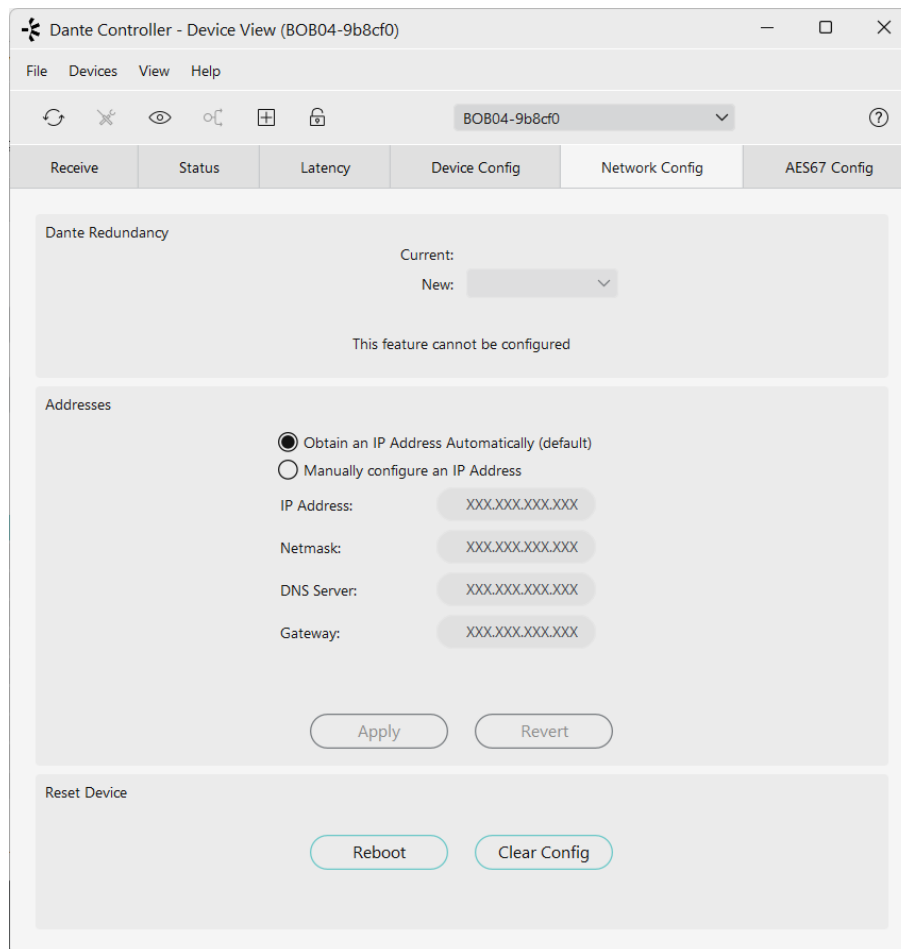 Dante Controller - Device View (BOB04-9b8cf0)
File Devices View Help
BOB04-9b8cf0
Receive Status Latency Device Config Network Config AES67 Config
Dante Redundancy
Current:
New:
This feature cannot be configured
Addresses
Obtain an IP Address Automatically (default)
Manually configure an IP Address
IP Address: XXX.XXX.XXX.XXX
Netmask: XXX.XXX.XXX.XXX
DNS Server: XXX.XXX.XXX.XXX
Gateway: XXX.XXX.XXX.XXX
Apply Revert
Reset Device
Reboot Clear Config